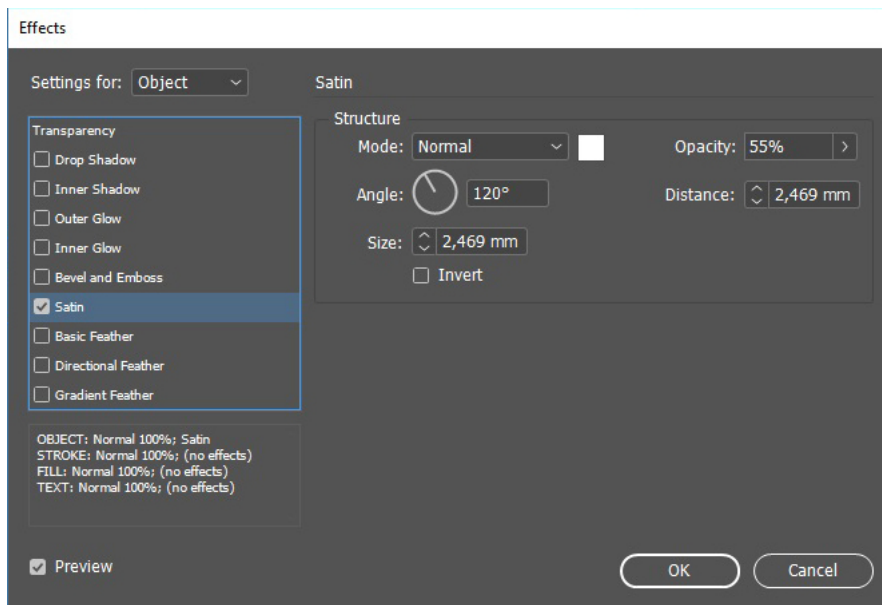 Effects
Settings for: Object
Transparency
Drop Shadow
Inner Shadow
Outer Glow
Inner Glow
Bevel and Emboss
Satin
Basic Feather
Directional Feather
Gradient Feather
OBJECT: Normal 100%; Satin
STROKE: Normal 100%; (no effects)
FILL: Normal 100%; (no effects)
TEXT: Normal 100%; (no effects)
Preview
Satin
Structure
Mode: Normal Opacity: 55%
Angle: 120° Distance: 2,469 mm
Size: 2,469 mm
Invert
OK Cancel